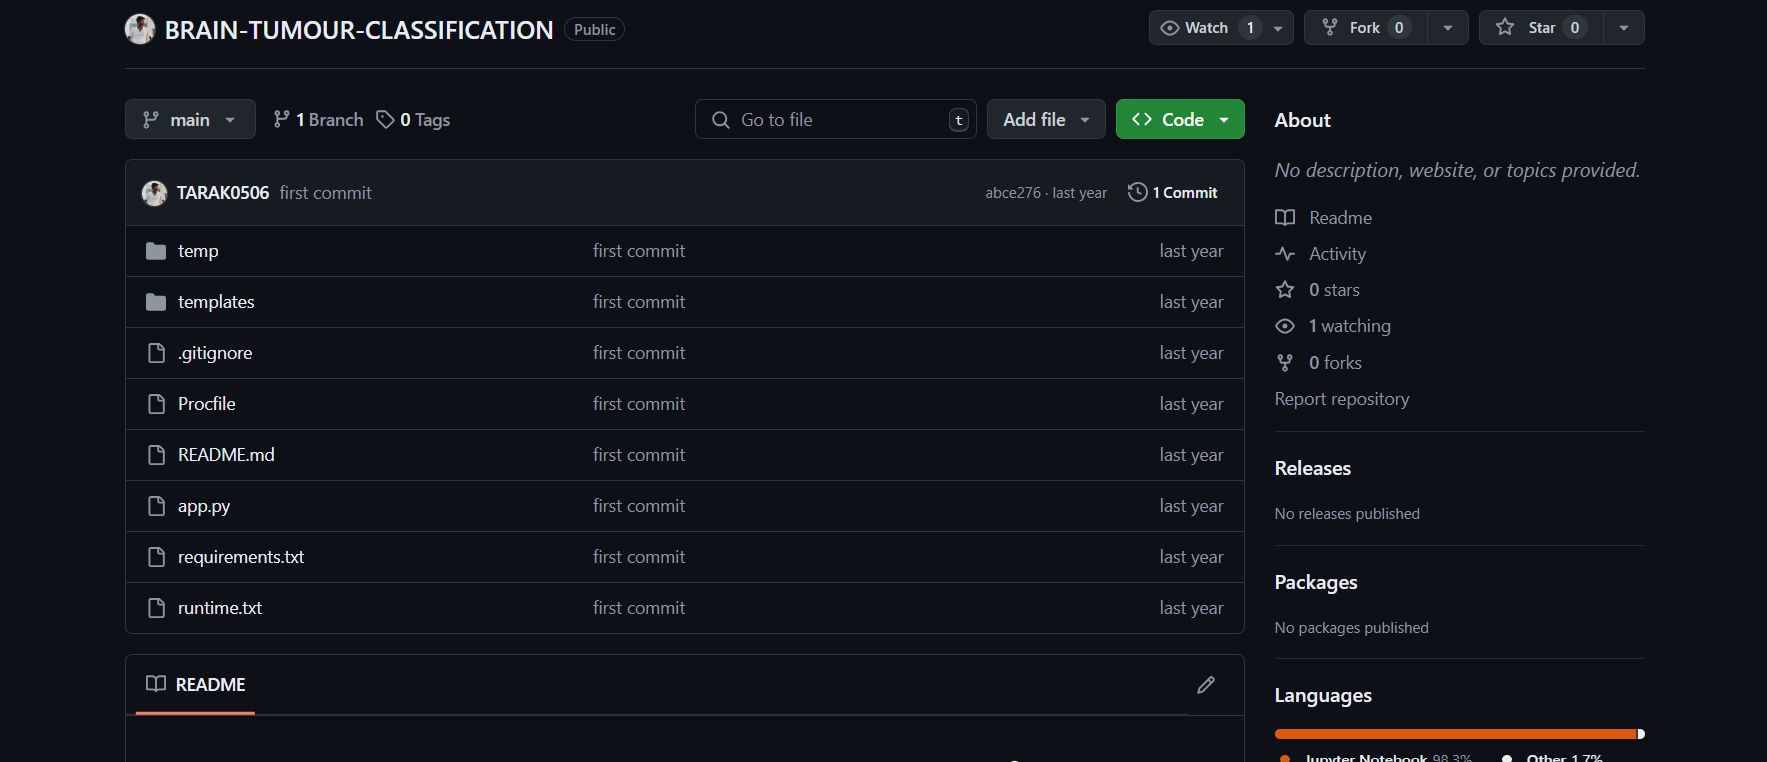 BRAIN-TUMOUR-CLASSIFICATION Public
Watch 1
Fork 0
Star 0
main
1 Branch
0 Tags
Go to file t
Add file
Code
TARAK0506 first commit abce276 · last year 1 Commit
temp first commit last year
templates first commit last year
.gitignore first commit last year
Procfile first commit last year
README.md first commit last year
app.py first commit last year
requirements.txt first commit last year
runtime.txt first commit last year
README
About
No description, website, or topics provided.
Readme
Activity
0 stars
1 watching
0 forks
Report repository
Releases
No releases published
Packages
No packages published
Languages
Jupyter Notebook 98.3% Other 1.7%